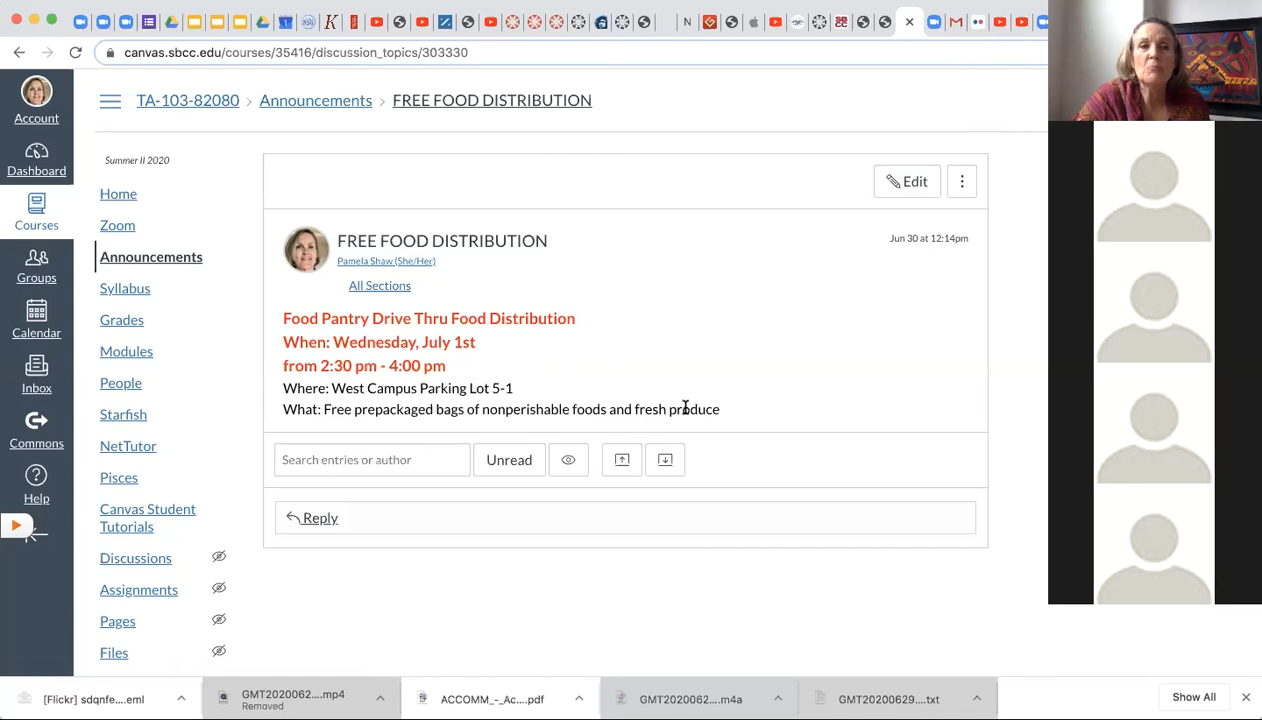 canvas.sbcc.edu/courses/35416/discussion_topics/303330
TA-103-82080 › Announcements › FREE FOOD DISTRIBUTION
Account
Dashboard
Courses
Groups
Calendar
Inbox
Commons
Help
Summer II 2020
Home
Zoom
Announcements
Syllabus
Grades
Modules
People
Starfish
NetTutor
Pisces
Canvas Student
Tutorials
Discussions
Assignments
Pages
Files
Edit
FREE FOOD DISTRIBUTION
Jun 30 at 12:14pm
Pamela Shaw (She/Her)
All Sections
Food Pantry Drive Thru Food Distribution
When: Wednesday, July 1st
from 2:30 pm - 4:00 pm
Where: West Campus Parking Lot 5-1
What: Free prepackaged bags of nonperishable foods and fresh produce
Search entries or author
Unread
Reply
[Flickr] sdqnfe....eml
GMT2020062....mp4
Removed
ACCOMM_-_Ac....pdf
GMT2020062....m4a
GMT20200629....txt
Show All